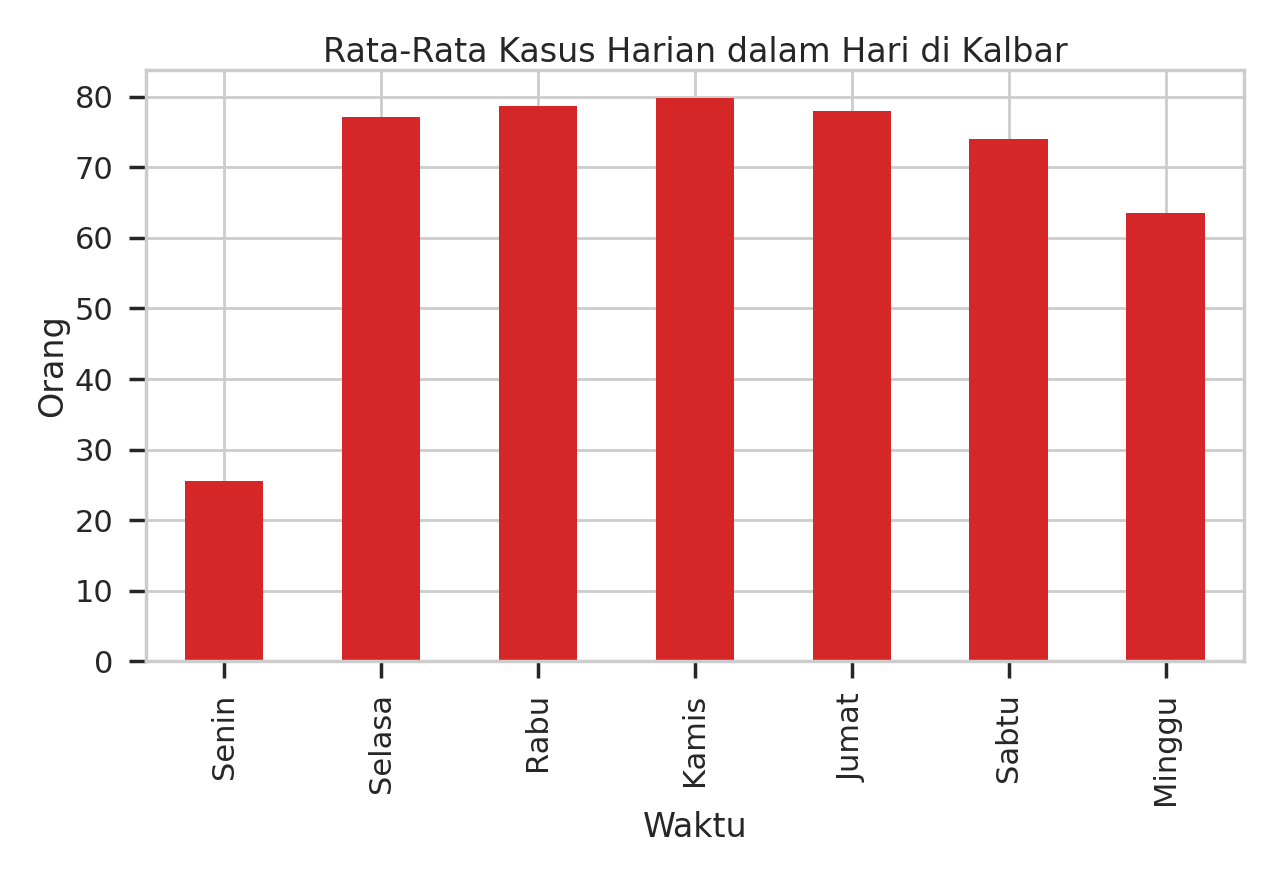 Rata-Rata Kasus Harian dalam Hari di Kalbar
80
70
60
50
40
30
20
10
0
Orang
Senin
Selasa
Rabu
Kamis
Jumat
Sabtu
Minggu
Waktu